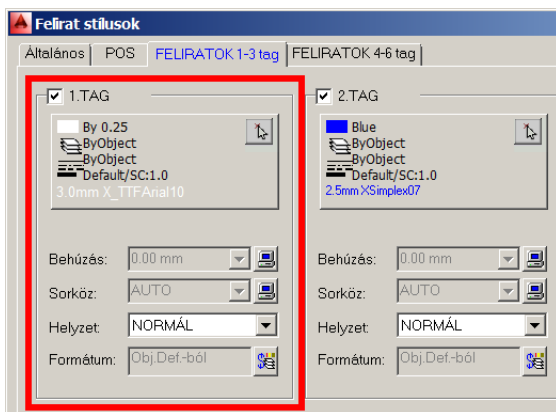 Felirat stílusok
Általános POS FELIRATOK 1-3 tag FELIRATOK 4-6 tag
1.TAG
By 0.25
ByObject
ByObject
Default/SC:1.0
3.0mm X_TTFArial10
Behúzás: 0.00 mm
Sorköz: AUTO
Helyzet: NORMÁL
Formátum: Obj.Def.-ból
2.TAG
Blue
ByObject
ByObject
Default/SC:1.0
2.5mm XSimplex07
Behúzás: 0.00 mm
Sorköz: AUTO
Helyzet: NORMÁL
Formátum: Obj.Def.-ból